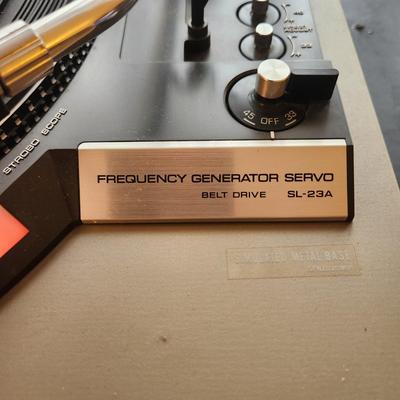 STROBO SCOPE
45 OFF 33
FREQUENCY GENERATOR SERVO
BELT DRIVE SL-23A
SIMULATED METAL BASE